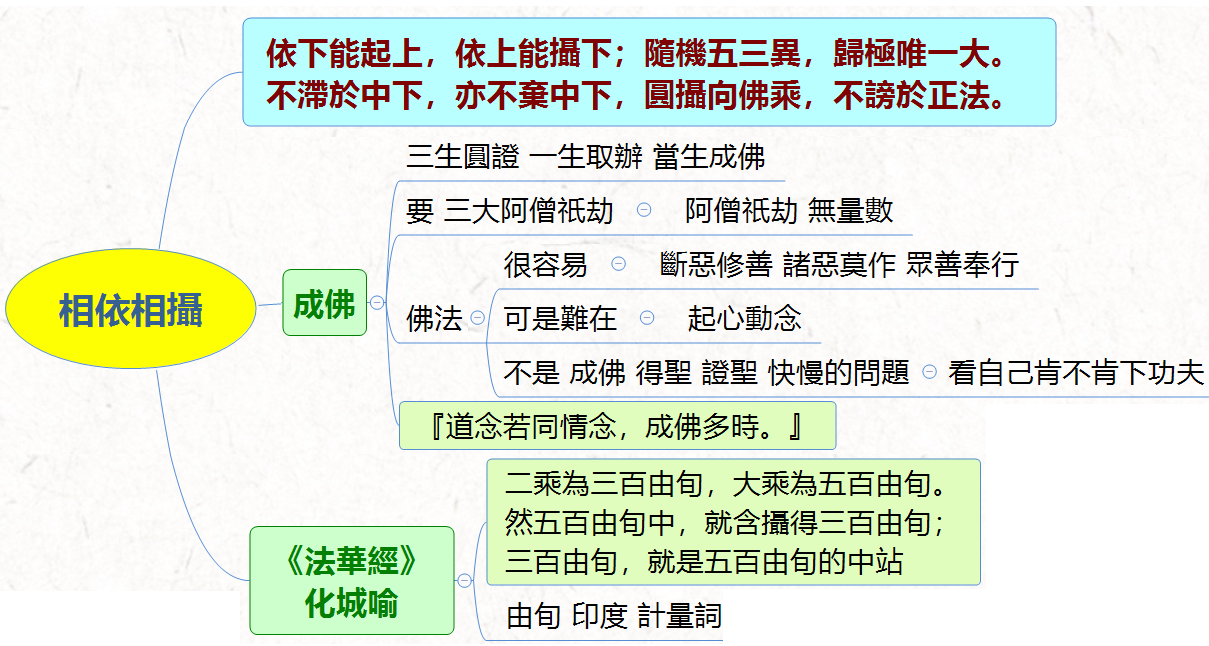 依下能起上，依上能攝下；隨機五三異，歸極唯一大。
不滯於中下，亦不棄中下，圓攝向佛乘，不謗於正法。
相依相攝
成佛
三生圓證 一生取辦 當生成佛
要 三大阿僧祇劫
阿僧祇劫 無量數
佛法
很容易
斷惡修善 諸惡莫作 眾善奉行
可是難在
起心動念
不是 成佛 得聖 證聖 快慢的問題
看自己肯不肯下功夫
『道念若同情念，成佛多時。』
《法華經》
化城喻
二乘為三百由旬，大乘為五百由旬。
然五百由旬中，就含攝得三百由旬；
三百由旬，就是五百由旬的中站
由旬 印度 計量詞